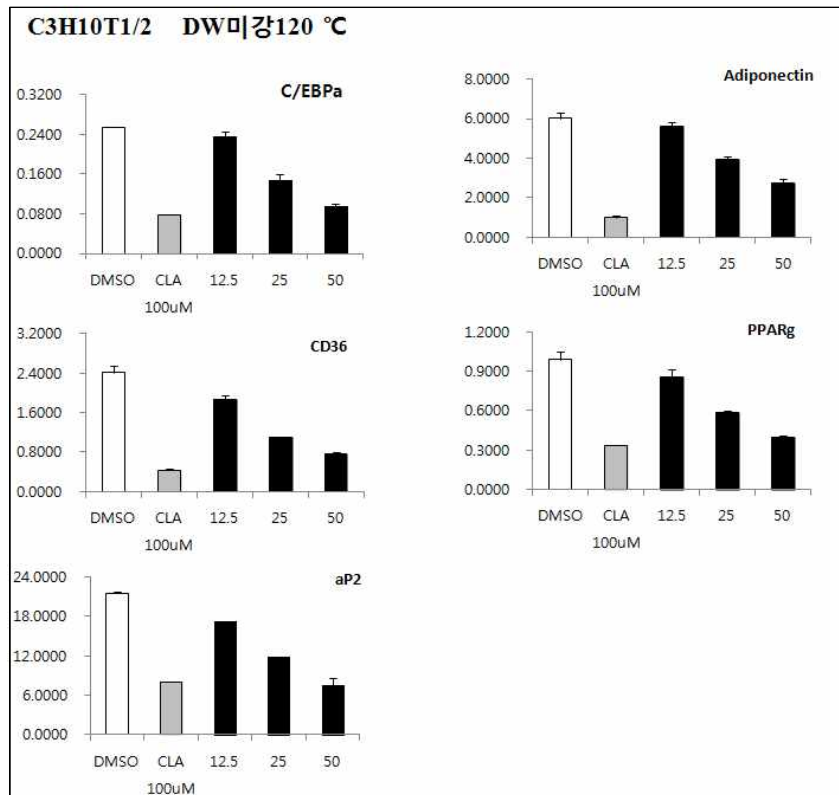 C3H10T1/2 DW미강120 ℃
C/EBPa
0.3200
0.2400
0.1600
0.0800
0.0000
DMSO CLA 12.5 25 50
100uM
Adiponectin
8.0000
6.0000
4.0000
2.0000
0.0000
DMSO CLA 12.5 25 50
100uM
CD36
3.2000
2.4000
1.6000
0.8000
0.0000
DMSO CLA 12.5 25 50
100uM
PPARg
1.2000
0.9000
0.6000
0.3000
0.0000
DMSO CLA 12.5 25 50
100uM
aP2
24.0000
18.0000
12.0000
6.0000
0.0000
DMSO CLA 12.5 25 50
100uM